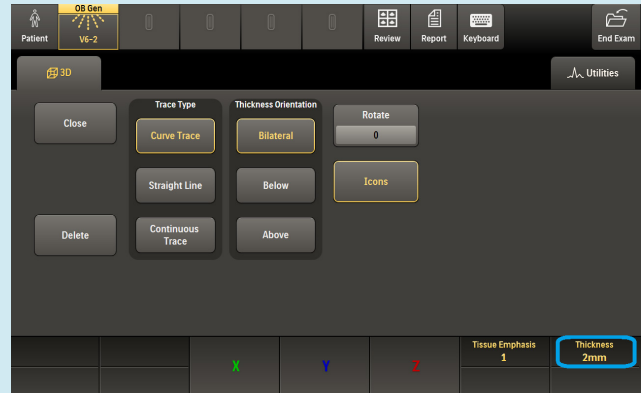 OB Gen
Patient
V6-2
Review
Report
Keyboard
End Exam
3D
Utilities
Trace Type
Thickness Orientation
Close
Curve Trace
Bilateral
Rotate
0
Straight Line
Below
Icons
Delete
Continuous
Trace
Above
X
Y
Z
Tissue Emphasis
1
Thickness
2mm